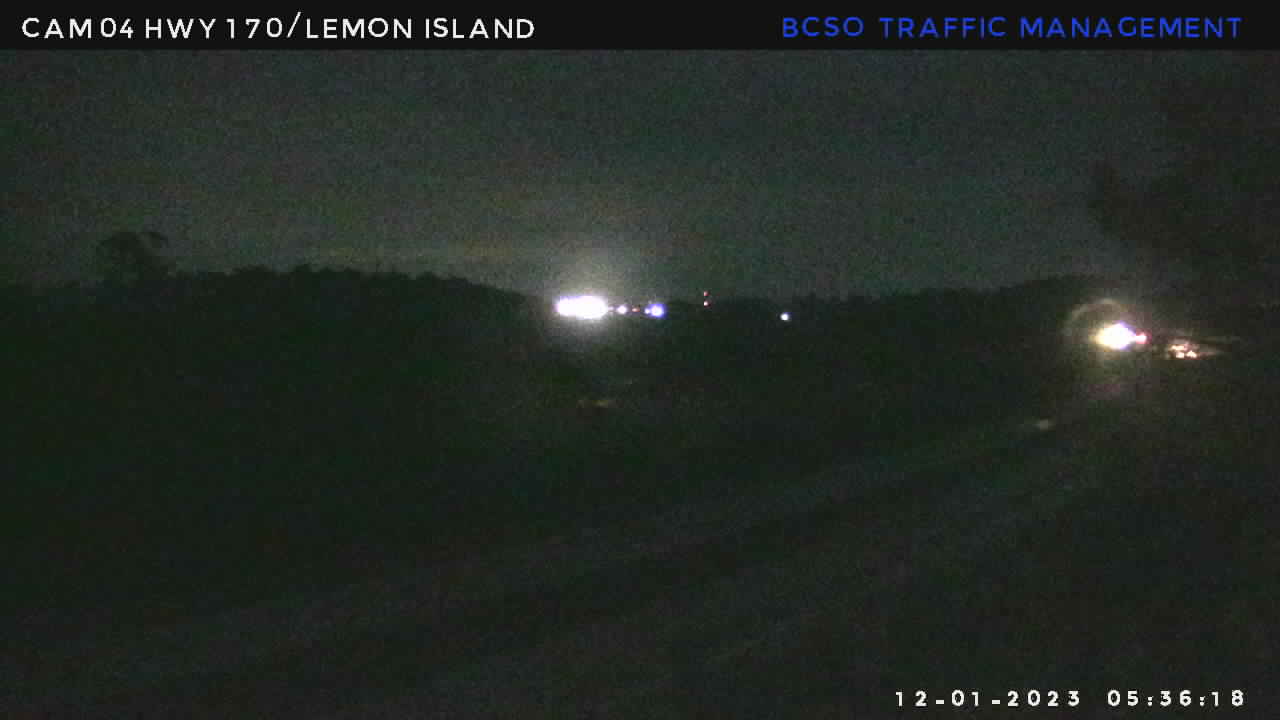 CAM04 HWY 170/LEMON ISLAND
BCSO TRAFFIC MANAGEMENT
12-01-2023 05:36:18